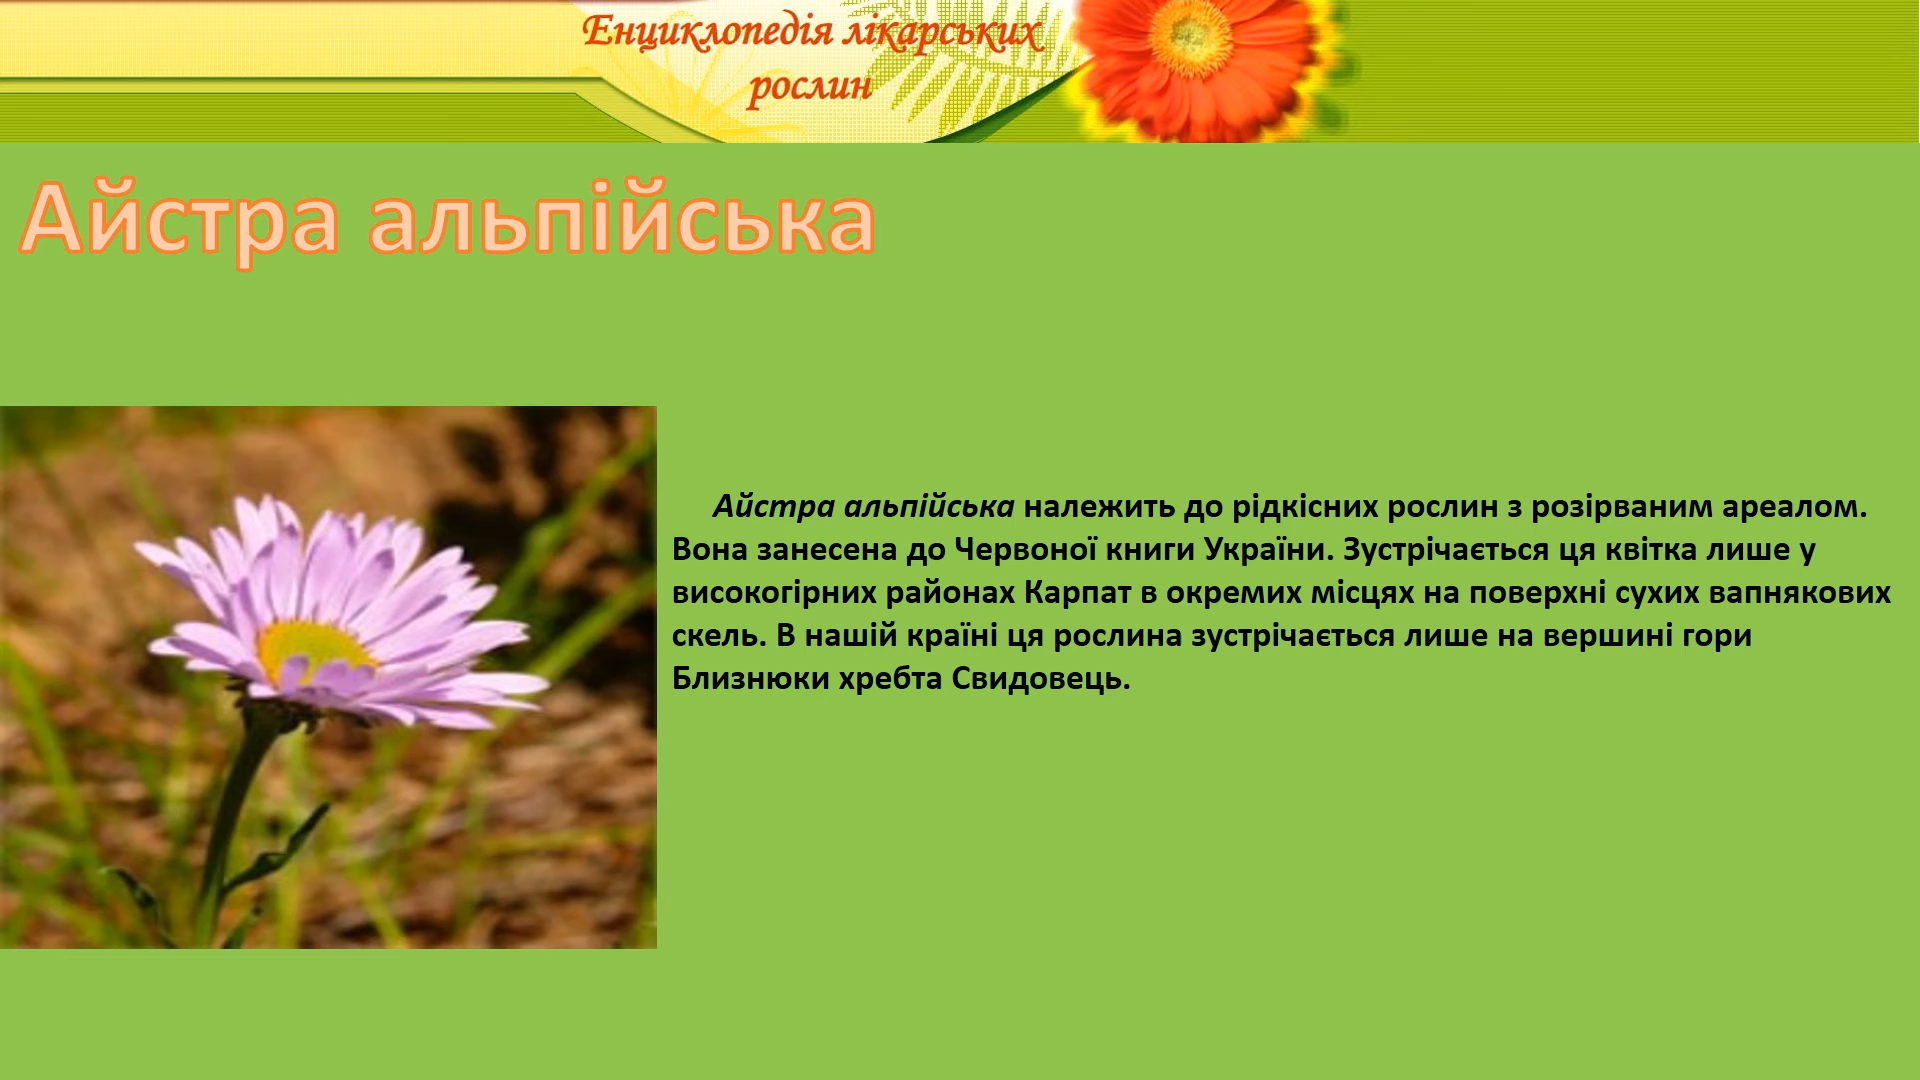 Енциклопедія лікарських
рослин
Айстра альпійська
Айстра альпійська належить до рідкісних рослин з розірваним ареалом.
Вона занесена до Червоної книги України. Зустрічається ця квітка лише у
високогірних районах Карпат в окремих місцях на поверхні сухих вапнякових
скель. В нашій країні ця рослина зустрічається лише на вершині гори
Близнюки хребта Свидовець.